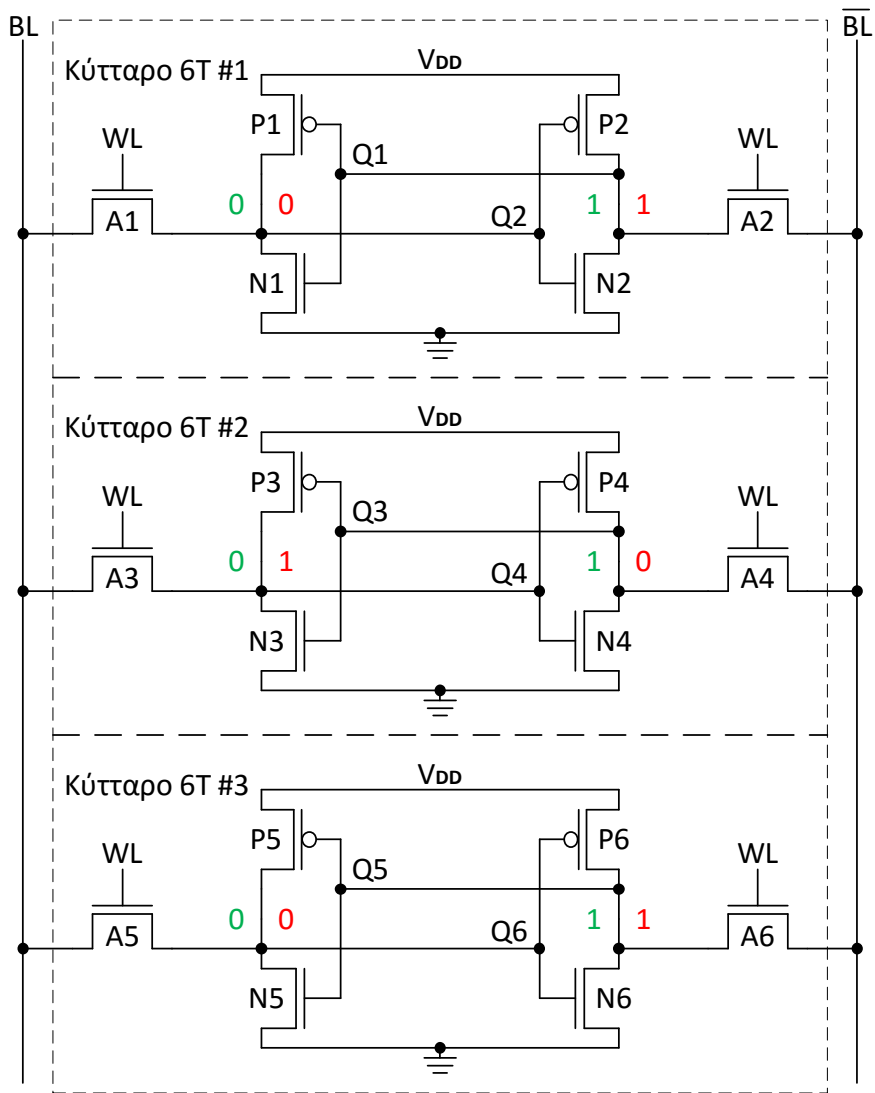 BL BL
Κύτταρο 6T #1
VDD
P1 P2
WL Q1 WL
0 0 Q2 1 1
A1 A2
N1 N2
Κύτταρο 6T #2
VDD
P3 P4
WL Q3 WL
0 1 Q4 1 0
A3 A4
N3 N4
Κύτταρο 6T #3
VDD
P5 P6
WL Q5 WL
0 0 Q6 1 1
A5 A6
N5 N6